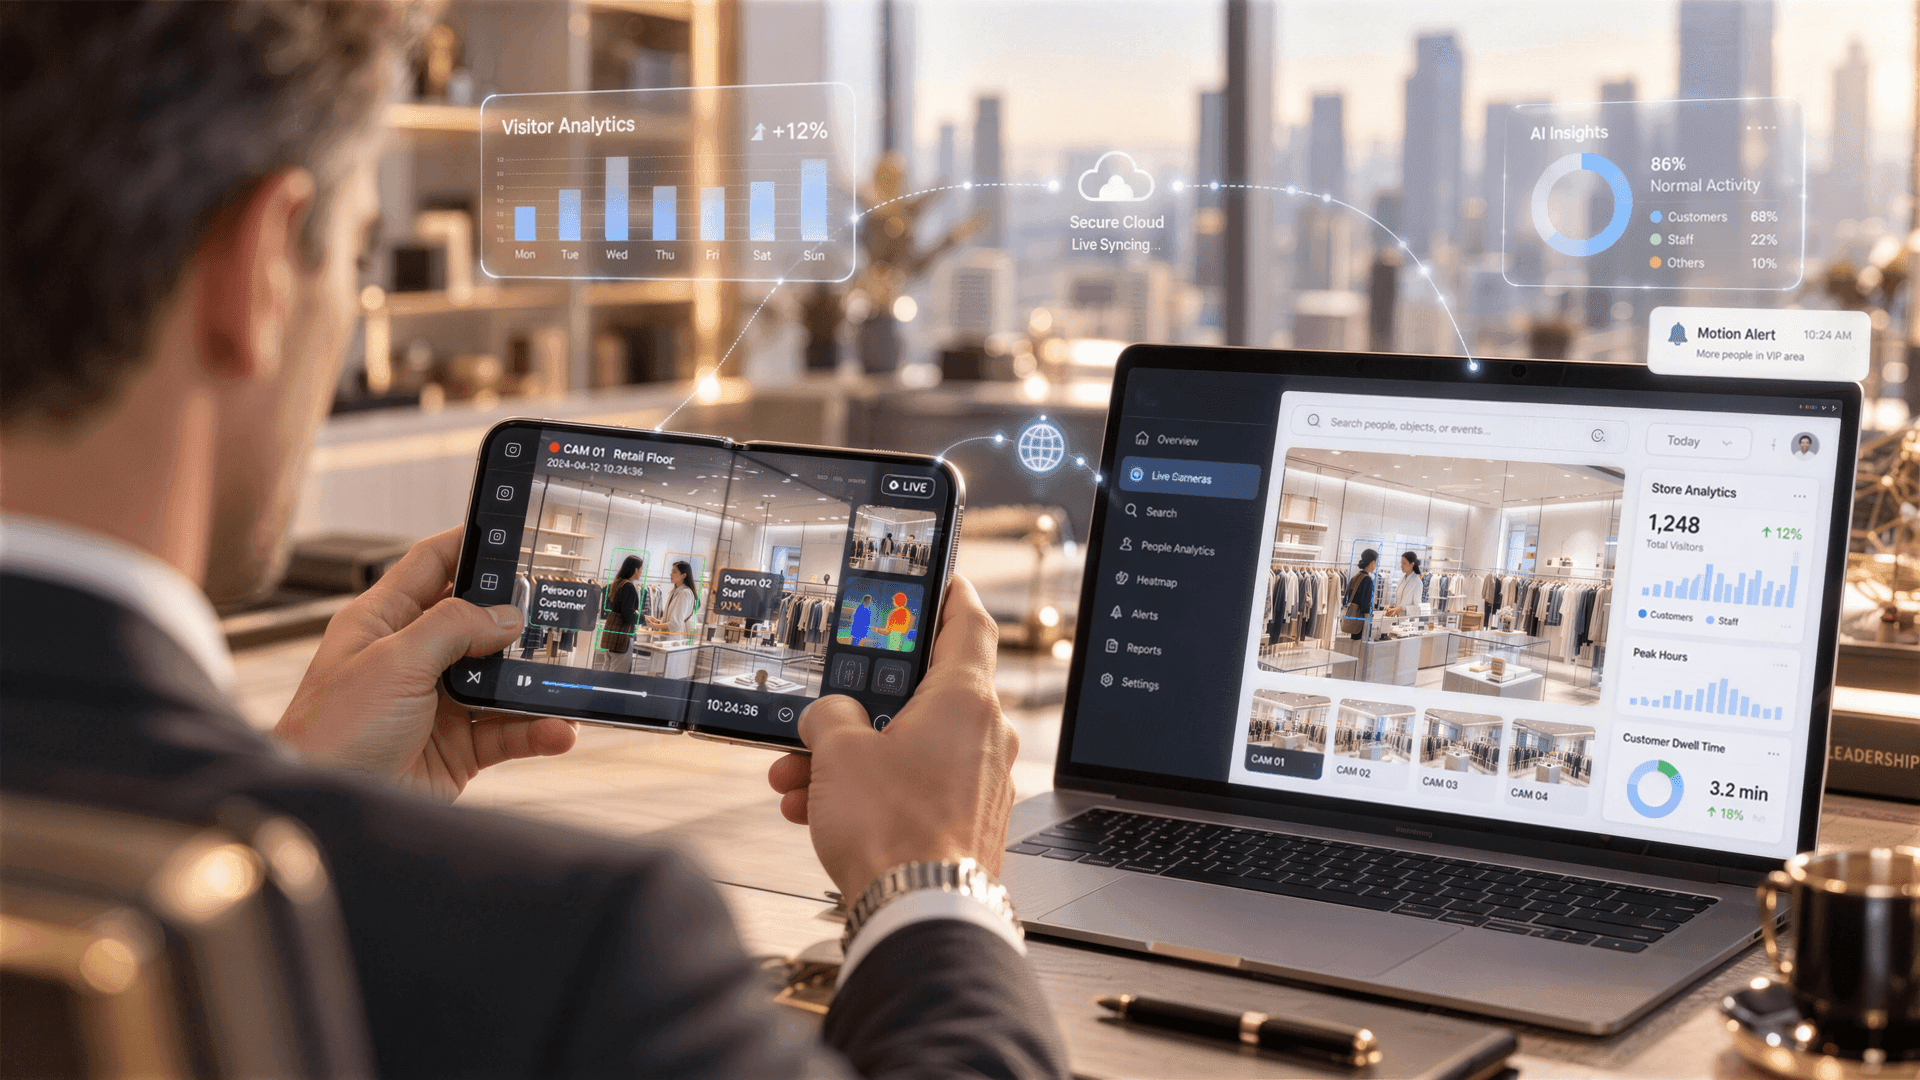 Visitor Analytics
+12%
Mon Tue Wed Thu Fri Sat Sun
Secure Cloud
Live Syncing...
AI Insights
86%
Normal Activity
Customers 68%
Staff 22%
Others 10%
Motion Alert 10:24 AM
More people in VIP area
CAM 01 Retail Floor
2024-04-12 10:24:36
LIVE
Person 01
Customer
Person 02
Staff
10:24:36
Overview
Live Cameras
Search
People Analytics
Heatmap
Alerts
Reports
Settings
Search people, objects, or events...
Today
CAM 01
CAM 02
CAM 03
CAM 04
Store Analytics
1,248
12%
Total Visitors
Customers Staff
Peak Hours
Customer Dwell Time
3.2 min
18%
LEADERSHIP